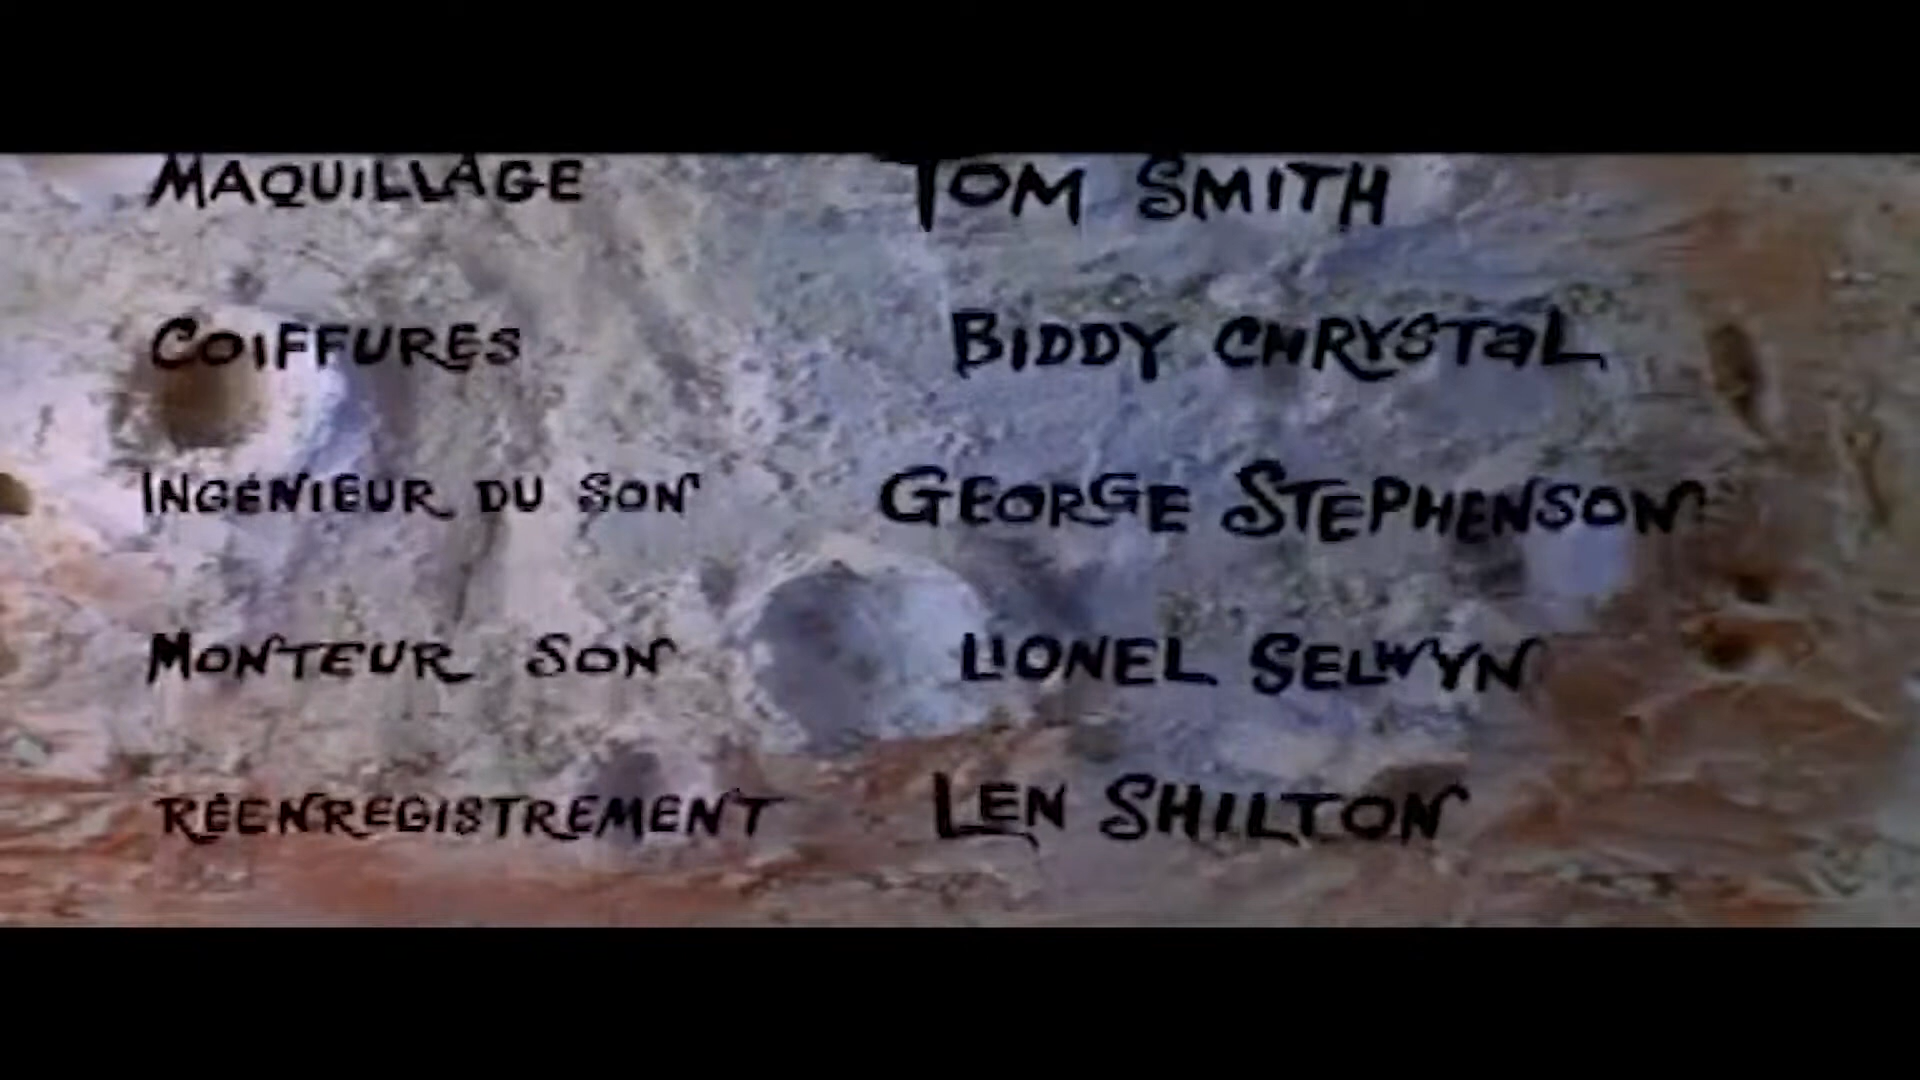 MAQUILLAGE TOM SMITH
COIFFURES BIDDY CHRYSTAL
INGÉNIEUR DU SON GEORGE STEPHENSON
MONTEUR SON LIONEL SELWYN
RÉENREGISTREMENT LEN SHILTON